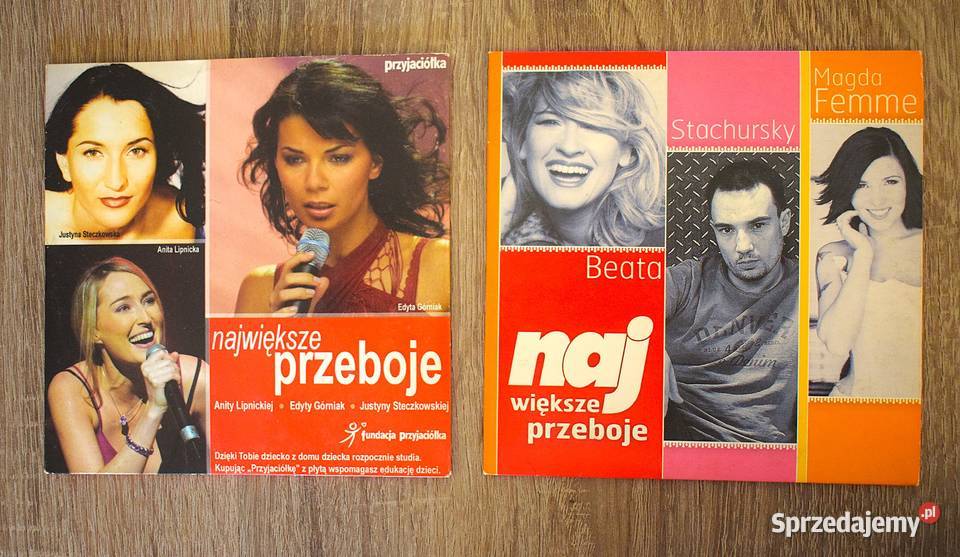 przyjaciółka
Justyna Steczkowska
Anita Lipnicka
Edyta Górniak
największe
przeboje
Anity Lipnickiej • Edyty Górniak • Justyny Steczkowskiej
fundacja przyjaciółka
Dzięki Tobie dziecko z domu dziecka rozpocznie studia.
Kupując „Przyjaciółkę" z płytą wspomagasz edukację dzieci.
Beata
Stachursky
Magda
Femme
naj
większe
przeboje
DENVER
Denim
Sprzedajemy.pl